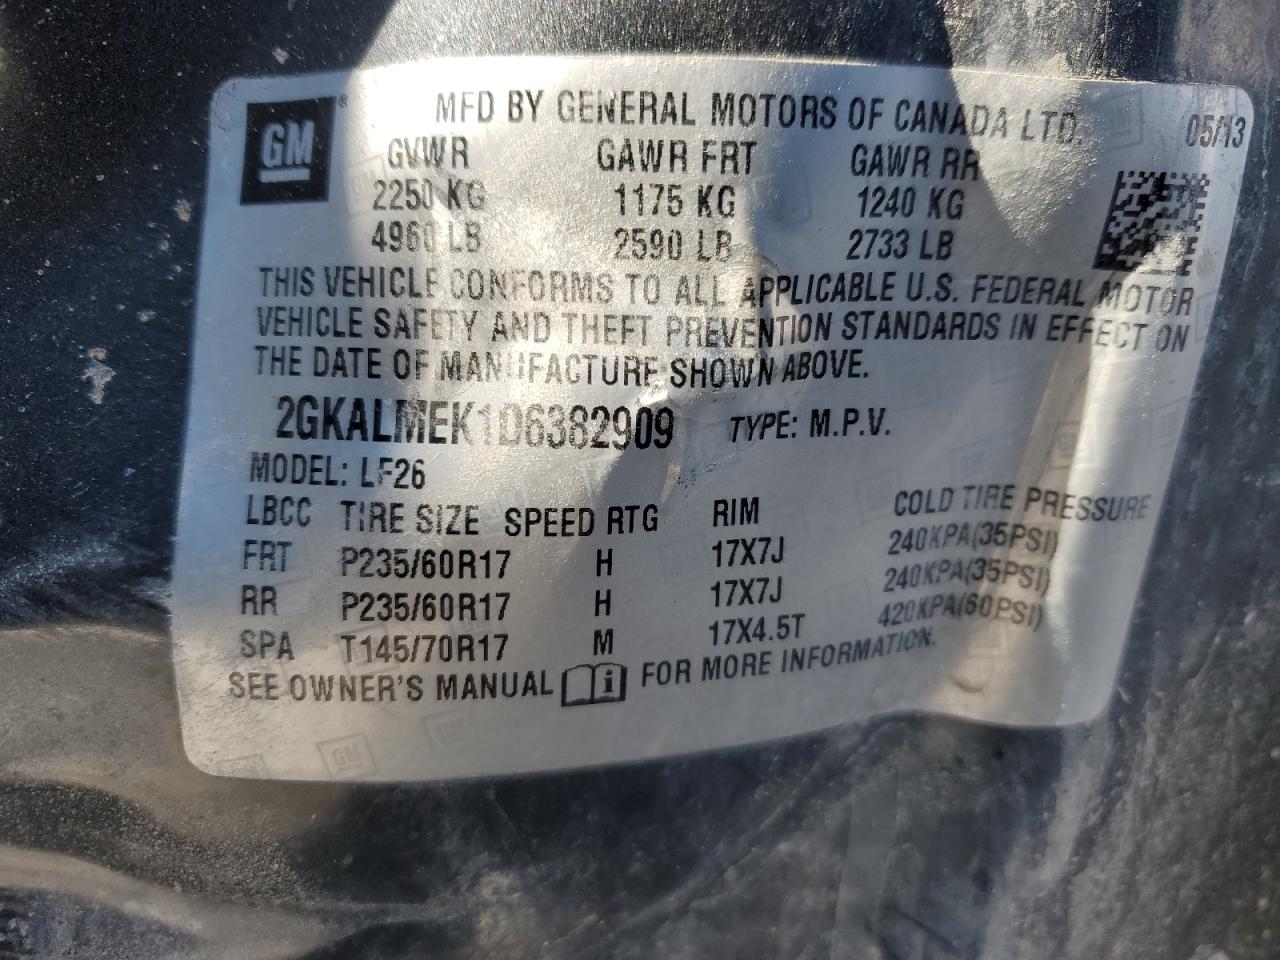 GM®
MFD BY GENERAL MOTORS OF CANADA LTD. 05/13
GVWR GAWR FRT GAWR RR
2250 KG 1175 KG 1240 KG
4960 LB 2590 LB 2733 LB
THIS VEHICLE CONFORMS TO ALL APPLICABLE U.S. FEDERAL MOTOR
VEHICLE SAFETY AND THEFT PREVENTION STANDARDS IN EFFECT ON
THE DATE OF MANUFACTURE SHOWN ABOVE.
2GKALMEK1D6382909 TYPE: M.P.V.
MODEL: LF26
LBCC TIRE SIZE SPEED RTG RIM COLD TIRE PRESSURE
FRT P235/60R17 H 17X7J 240KPA(35PSI)
RR P235/60R17 H 17X7J 240KPA(35PSI)
SPA T145/70R17 M 17X4.5T 420KPA(60PSI)
SEE OWNER'S MANUAL i FOR MORE INFORMATION.